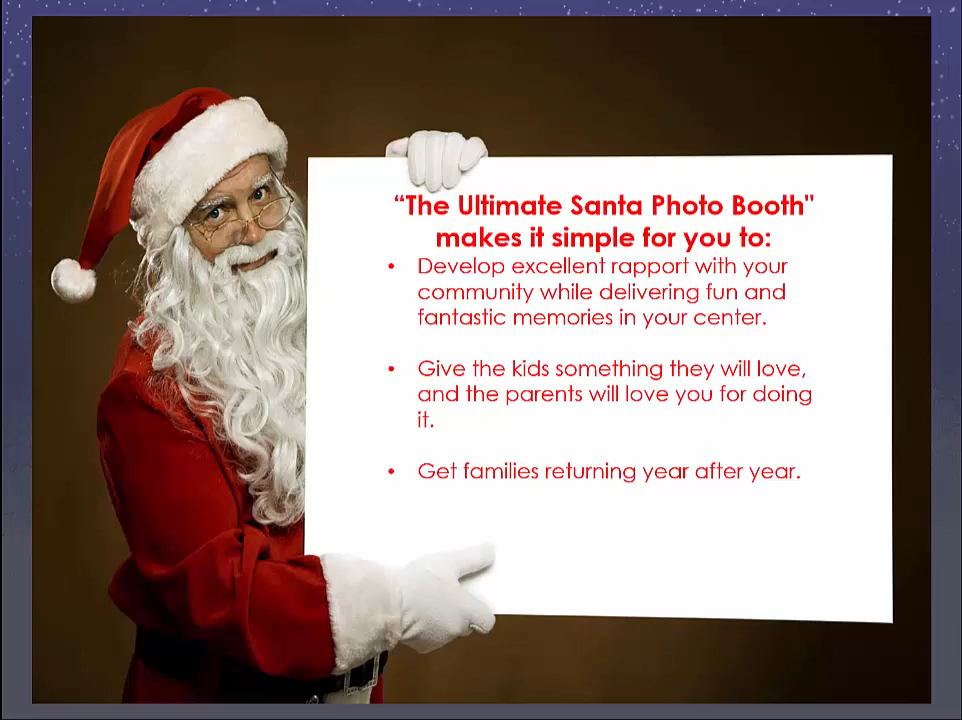 “The Ultimate Santa Photo Booth"
makes it simple for you to:
• Develop excellent rapport with your
community while delivering fun and
fantastic memories in your center.
• Give the kids something they will love,
and the parents will love you for doing
it.
• Get families returning year after year.